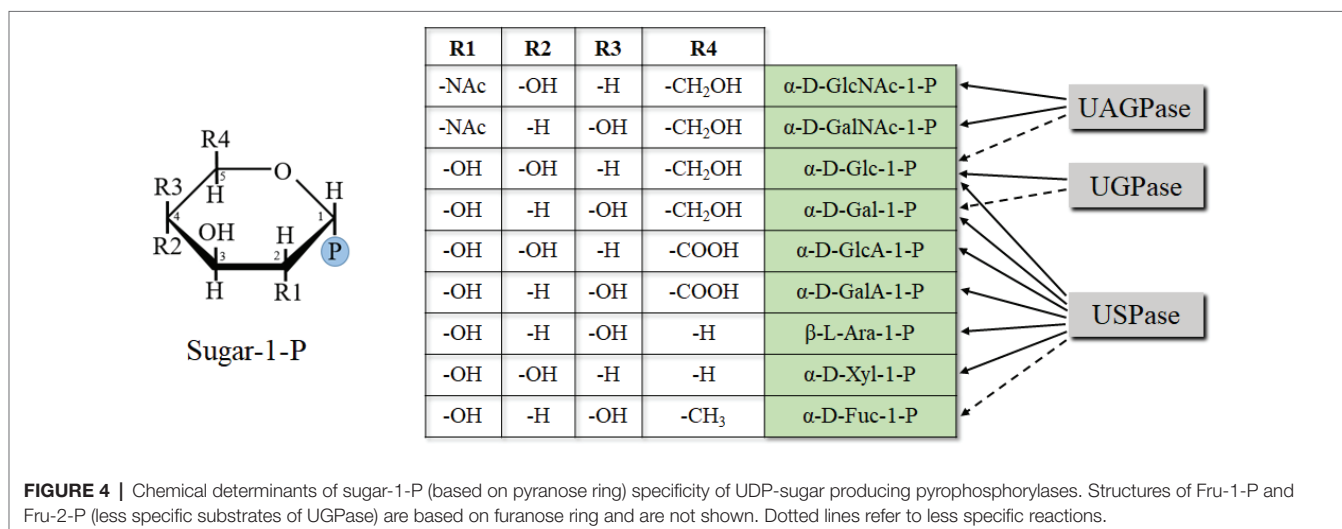 R1 R2 R3 R4
-NAc -OH -H -CH₂OH α-D-GlcNAc-1-P
-NAc -H -OH -CH₂OH α-D-GalNAc-1-P
-OH -OH -H -CH₂OH α-D-Glc-1-P
-OH -H -OH -CH₂OH α-D-Gal-1-P
-OH -OH -H -COOH α-D-GlcA-1-P
-OH -H -OH -COOH α-D-GalA-1-P
-OH -H -OH -H β-L-Ara-1-P
-OH -OH -H -H α-D-Xyl-1-P
-OH -H -OH -CH₃ α-D-Fuc-1-P
UAGPase
UGPase
USPase
R4
5 O
H H
R3
4 1
OH H
R2 P
3 2
H R1
Sugar-1-P
FIGURE 4 | Chemical determinants of sugar-1-P (based on pyranose ring) specificity of UDP-sugar producing pyrophosphorylases. Structures of Fru-1-P and
Fru-2-P (less specific substrates of UGPase) are based on furanose ring and are not shown. Dotted lines refer to less specific reactions.